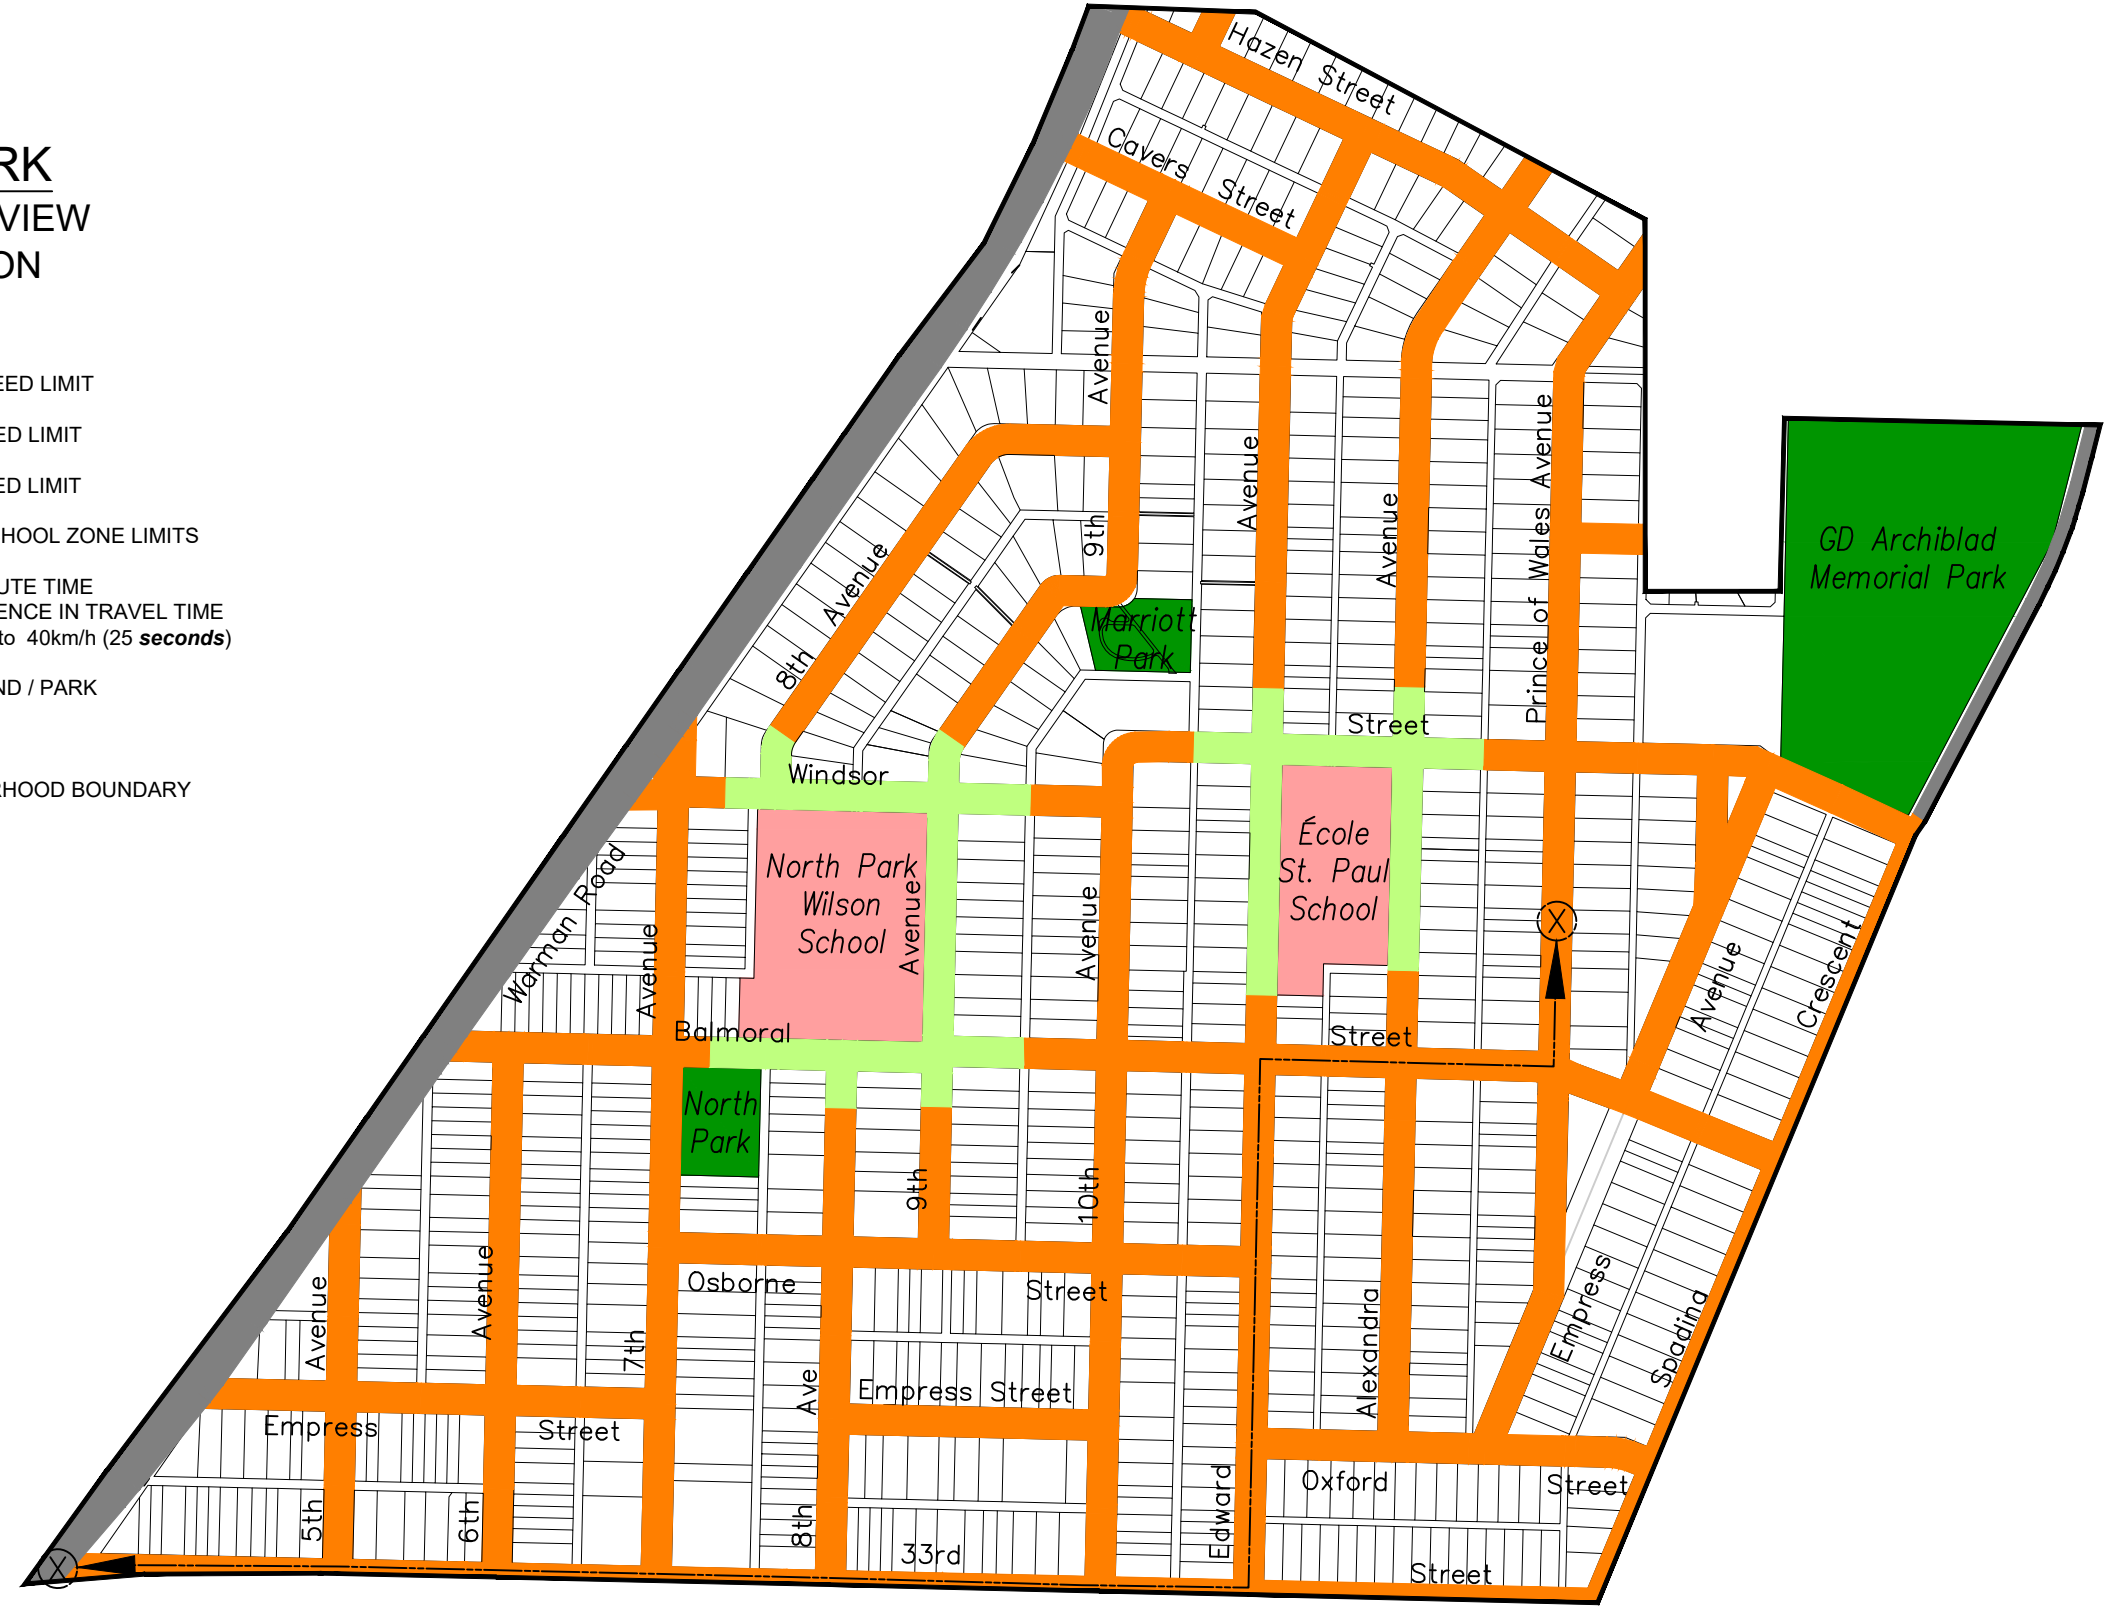 RK
VIEW
ON
EED LIMIT
ED LIMIT
ED LIMIT
CHOOL ZONE LIMITS
UTE TIME
ENCE IN TRAVEL TIME
to 40km/h (25 seconds)
ND / PARK
RHOOD BOUNDARY
Hazen Street
Cavers Street
Avenue
9th
Avenue
8th
Avenue
Avenue
Prince of Wales Avenue
GD Archiblad
Memorial Park
Marriott
Park
Street
Windsor
North Park
Wilson
School
Avenue
École
St. Paul
School
Warman Road
Avenue
Avenue
Avenue
Crescent
Balmoral
Street
North
Park
9th
10th
Osborne
Street
Avenue
Avenue
7th
Ave
Empress Street
Alexandra
Empress
Spadina
Empress
Street
5th
6th
8th
33rd
Edward
Oxford
Street
Street
X
X